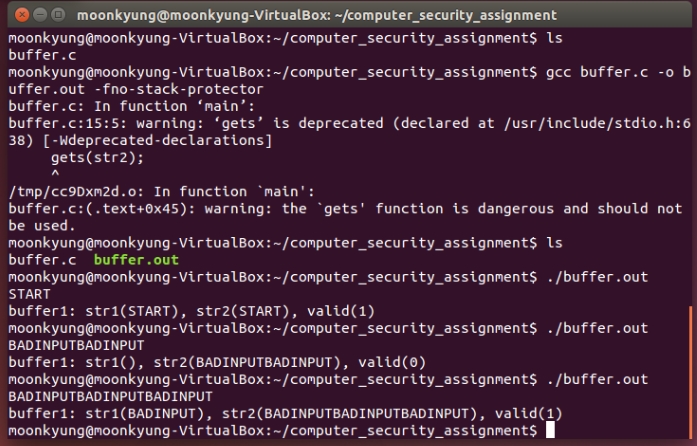 moonkyung@moonkyung-VirtualBox: ~/computer_security_assignment
moonkyung@moonkyung-VirtualBox:~/computer_security_assignment$ ls
buffer.c
moonkyung@moonkyung-VirtualBox:~/computer_security_assignment$ gcc buffer.c -o b
uffer.out -fno-stack-protector
buffer.c: In function ‘main’:
buffer.c:15:5: warning: ‘gets’ is deprecated (declared at /usr/include/stdio.h:6
38) [-Wdeprecated-declarations]
     gets(str2);
     ^
/tmp/cc9Dxm2d.o: In function `main':
buffer.c:(.text+0x45): warning: the `gets' function is dangerous and should not
be used.
moonkyung@moonkyung-VirtualBox:~/computer_security_assignment$ ls
buffer.c  buffer.out
moonkyung@moonkyung-VirtualBox:~/computer_security_assignment$ ./buffer.out
START
buffer1: str1(START), str2(START), valid(1)
moonkyung@moonkyung-VirtualBox:~/computer_security_assignment$ ./buffer.out
BADINPUTBADINPUT
buffer1: str1(), str2(BADINPUTBADINPUT), valid(0)
moonkyung@moonkyung-VirtualBox:~/computer_security_assignment$ ./buffer.out
BADINPUTBADINPUTBADINPUT
buffer1: str1(BADINPUT), str2(BADINPUTBADINPUTBADINPUT), valid(1)
moonkyung@moonkyung-VirtualBox:~/computer_security_assignment$